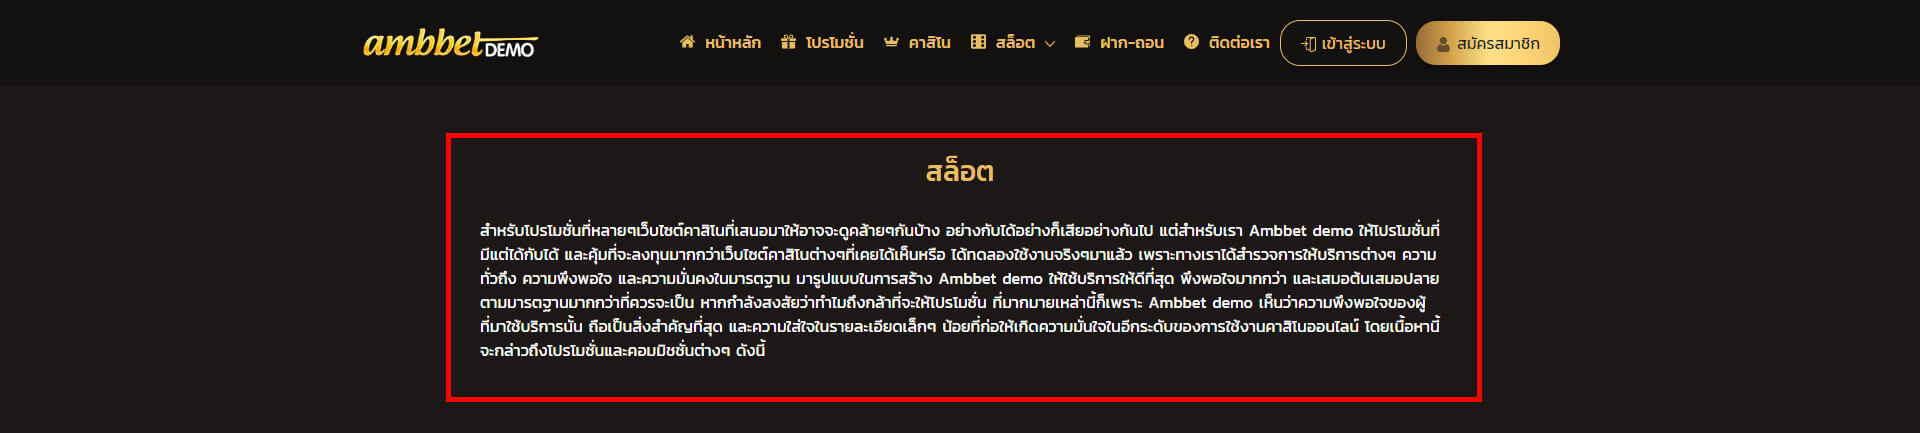 ambbet DEMO
หน้าหลัก โปรโมชั่น คาสิโน สล็อต ฝาก-ถอน ติดต่อเรา เข้าสู่ระบบ สมัครสมาชิก
สล็อต
สำหรับโปรโมชั่นที่หลายๆเว็บไซต์คาสิโนที่เสนอมาให้อาจจะดูคล้ายๆกันบ้าง อย่างกับได้อย่างก็เสียอย่างกันไป แต่สำหรับเรา Ambbet demo ให้โปรโมชั่นที่
มีแต่ได้กับได้ และคุ้มที่จะลงทุนมากกว่าเว็บไซต์คาสิโนต่างๆที่เคยได้เห็นหรือ ได้ทดลองใช้งานจริงๆมาแล้ว เพราะทางเราได้สำรวจการให้บริการต่างๆ ความ
ทั่วถึง ความพึงพอใจ และความมั่นคงในมารตฐาน มารูปแบบในการสร้าง Ambbet demo ให้ใช้บริการให้ดีที่สุด พึงพอใจมากกว่า และเสมอต้นเสมอปลาย
ตามมารตฐานมากกว่าที่ควรจะเป็น หากกำลังสงสัยว่าทำไมถึงกล้าที่จะให้โปรโมชั่น ที่มากมายเหล่านี้ก็เพราะ Ambbet demo เห็นว่าความพึงพอใจของผู้
ที่มาใช้บริการนั้น ถือเป็นสิ่งสำคัญที่สุด และความใส่ใจในรายละเอียดเล็กๆ น้อยที่ก่อให้เกิดความมั่นใจในอีกระดับของการใช้งานคาสิโนออนไลน์ โดยเนื้อหานี้
จะกล่าวถึงโปรโมชั่นและคอมมิชชั่นต่างๆ ดังนี้